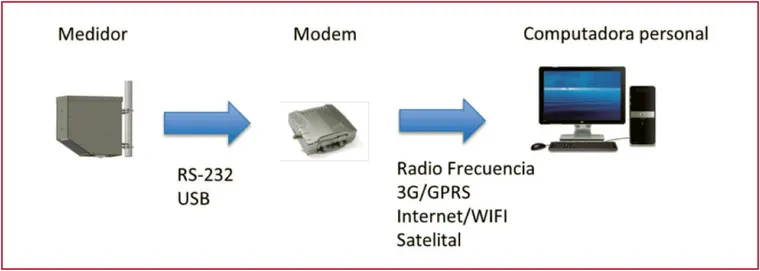 Medidor
Modem
Computadora personal
RS-232
USB
Radio Frecuencia
3G/GPRS
Internet/WIFI
Satelital